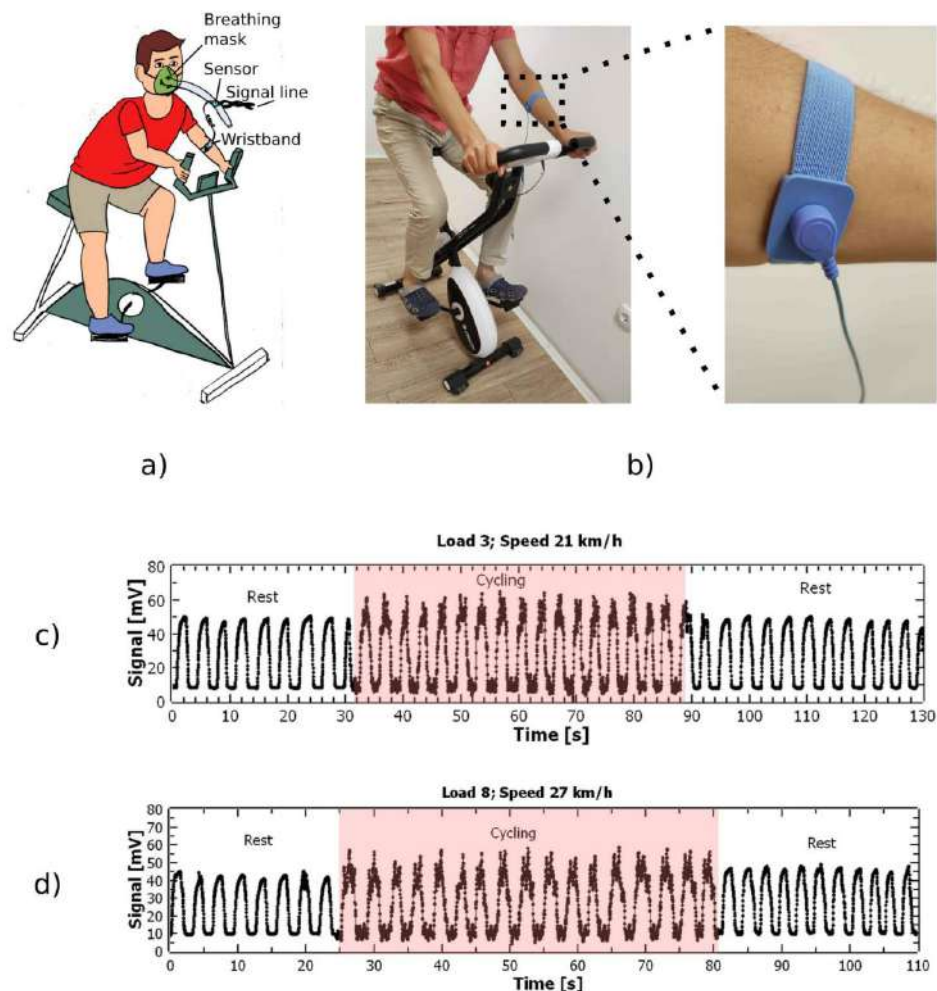 Breathing
mask
Sensor
Signal line
Wristband
a)
b)
Load 3; Speed 21 km/h
c)
Signal [mV]
80
60
40
20
0
Rest
Cycling
Rest
0 10 20 30 40 50 60 70 80 90 100 110 120 130
Time [s]
Load 8; Speed 27 km/h
d)
Signal [mV]
80
70
60
50
40
30
20
10
0
Rest
Cycling
Rest
0 10 20 30 40 50 60 70 80 90 100 110
Time [s]